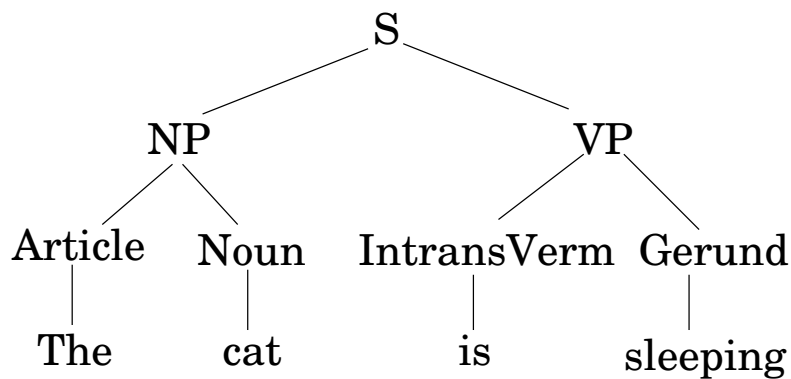 S
NP VP
Article Noun IntransVerm Gerund
The cat is sleeping